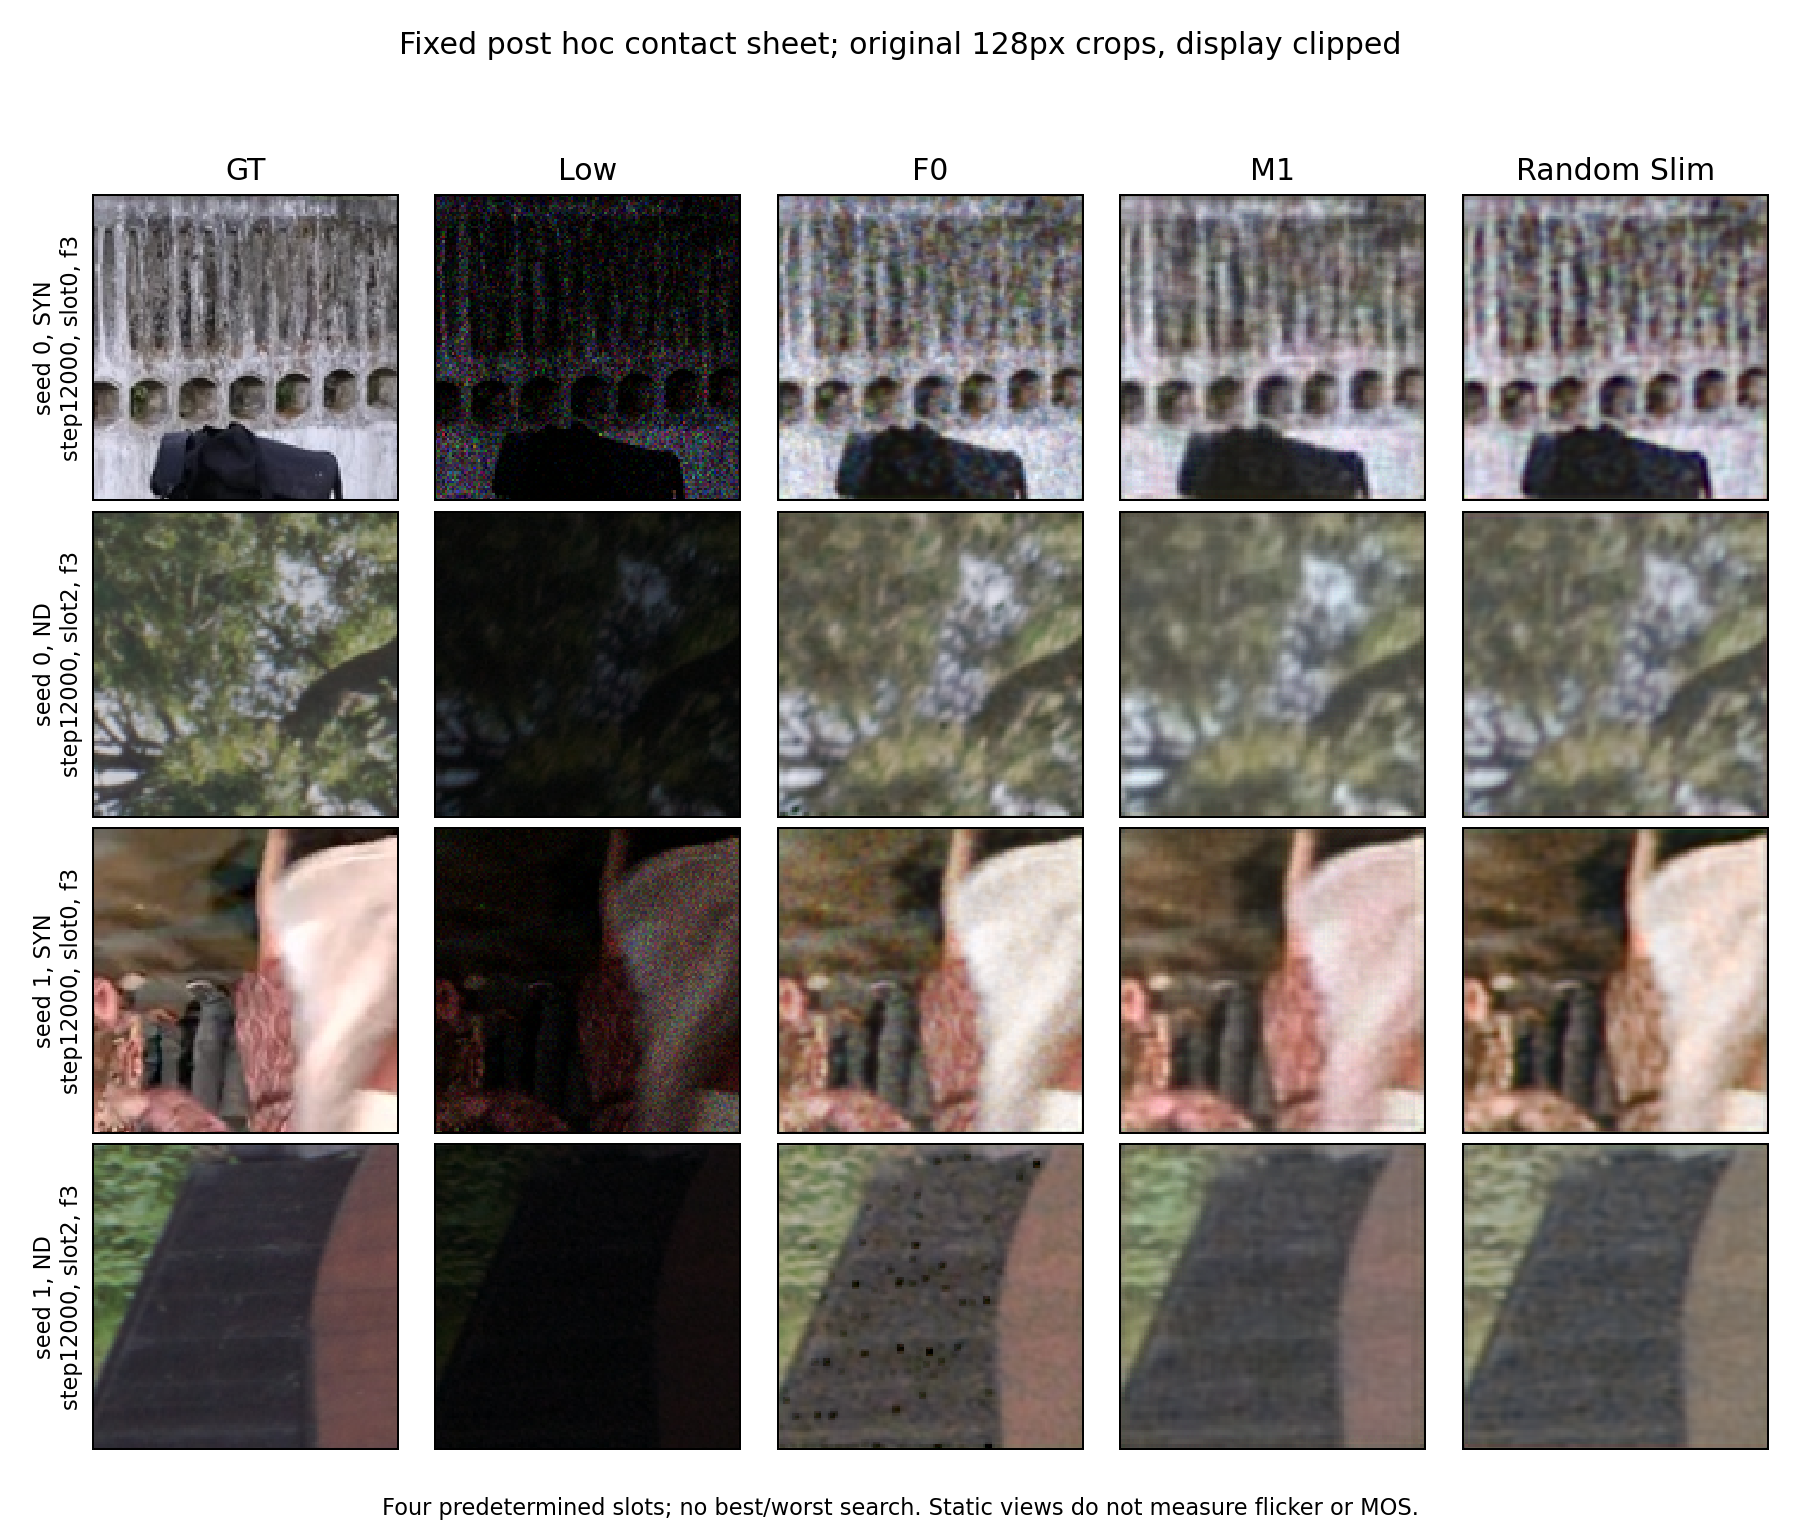 Fixed post hoc contact sheet; original 128px crops, display clipped
GT
Low
F0
M1
Random Slim
seed 0, SYN
step12000, slot0, f3
seed 0, ND
step12000, slot2, f3
seed 1, SYN
step12000, slot0, f3
seed 1, ND
step12000, slot2, f3
Four predetermined slots; no best/worst search. Static views do not measure flicker or MOS.